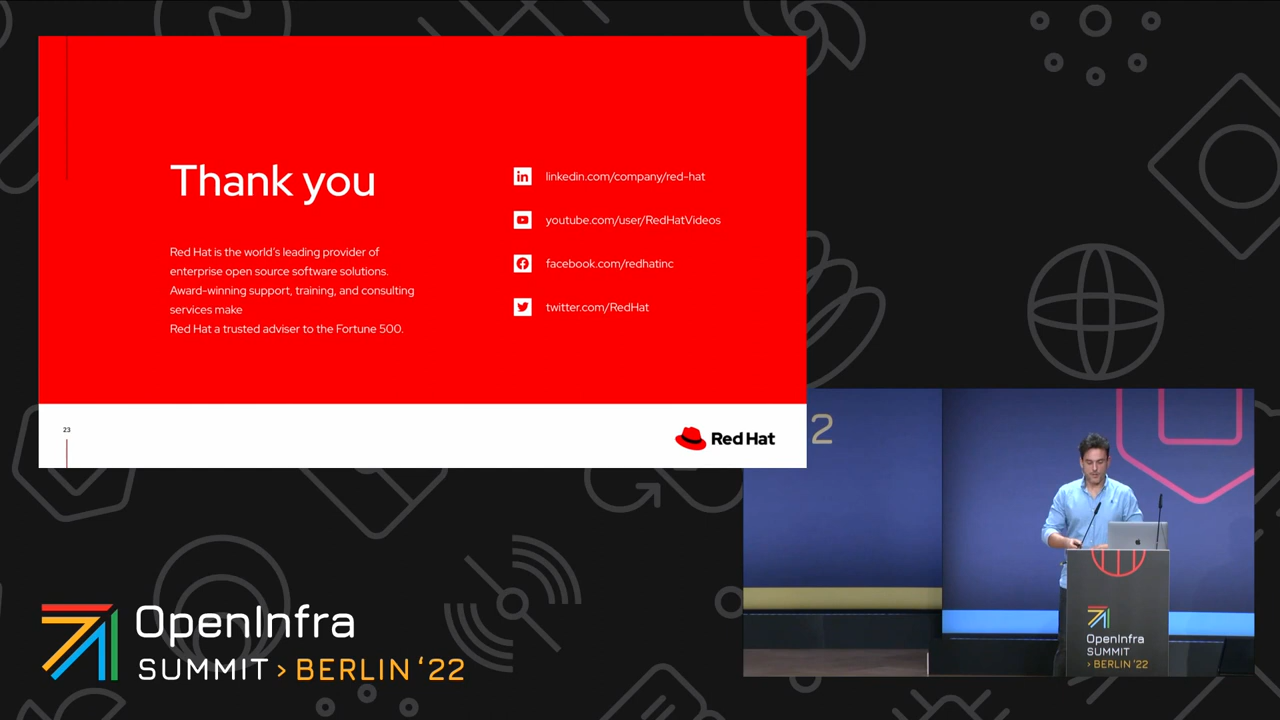 Thank you
Red Hat is the world's leading provider of
enterprise open source software solutions.
Award-winning support, training, and consulting
services make
Red Hat a trusted adviser to the Fortune 500.
linkedin.com/company/red-hat
youtube.com/user/RedHatVideos
facebook.com/redhatinc
twitter.com/RedHat
23
Red Hat
2
OpenInfra
SUMMIT > BERLIN '22
OpenInfra
SUMMIT
> BERLIN '22